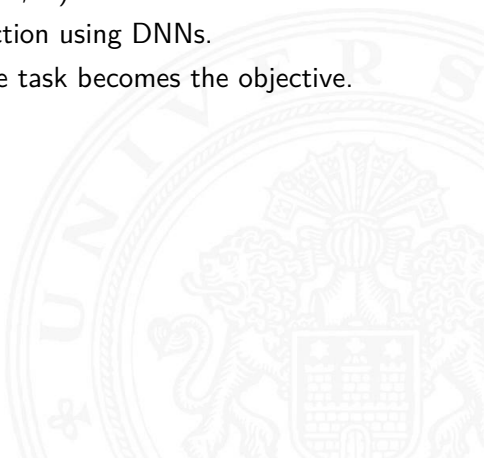 ction using DNNs.
e task becomes the objective.
U N I V E R S